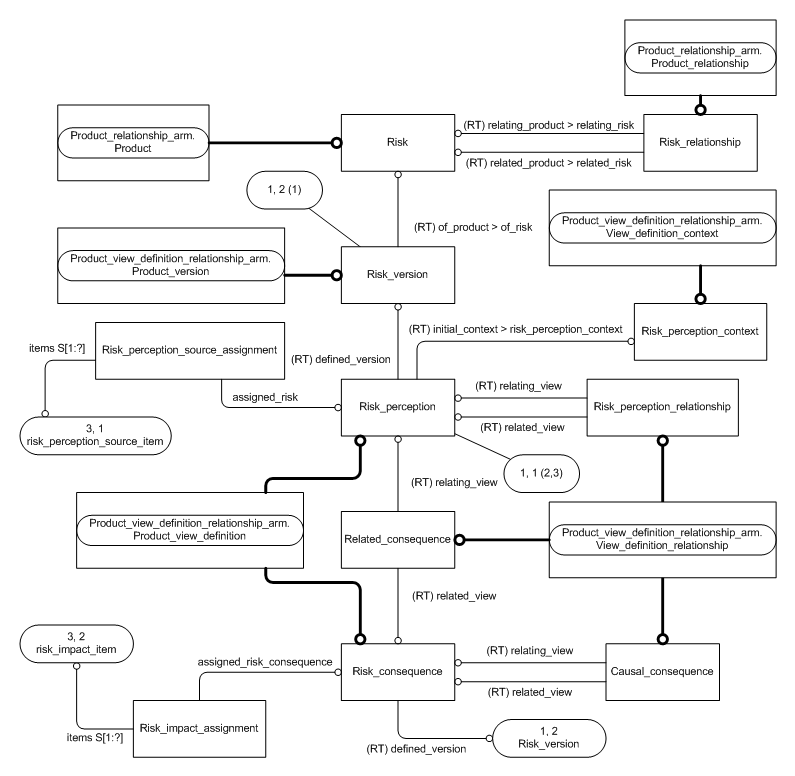 Product_relationship_arm.
Product_relationship
Product_relationship_arm.
Product
Risk
(RT) relating_product > relating_risk
(RT) related_product > related_risk
Risk_relationship
1, 2 (1)
(RT) of_product > of_risk
Product_view_definition_relationship_arm.
View_definition_context
Product_view_definition_relationship_arm.
Product_version
Risk_version
Risk_perception_source_assignment
(RT) initial_context > risk_perception_context
Risk_perception_context
items S[1:?]
(RT) defined_version
assigned_risk
Risk_perception
(RT) relating_view
(RT) related_view
Risk_perception_relationship
3, 1
risk_perception_source_item
1, 1 (2,3)
(RT) relating_view
Product_view_definition_relationship_arm.
Product_view_definition
Related_consequence
Product_view_definition_relationship_arm.
View_definition_relationship
(RT) related_view
3, 2
risk_impact_item
assigned_risk_consequence
Risk_consequence
(RT) relating_view
(RT) related_view
Causal_consequence
items S[1:?]
Risk_impact_assignment
(RT) defined_version
1, 2
Risk_version